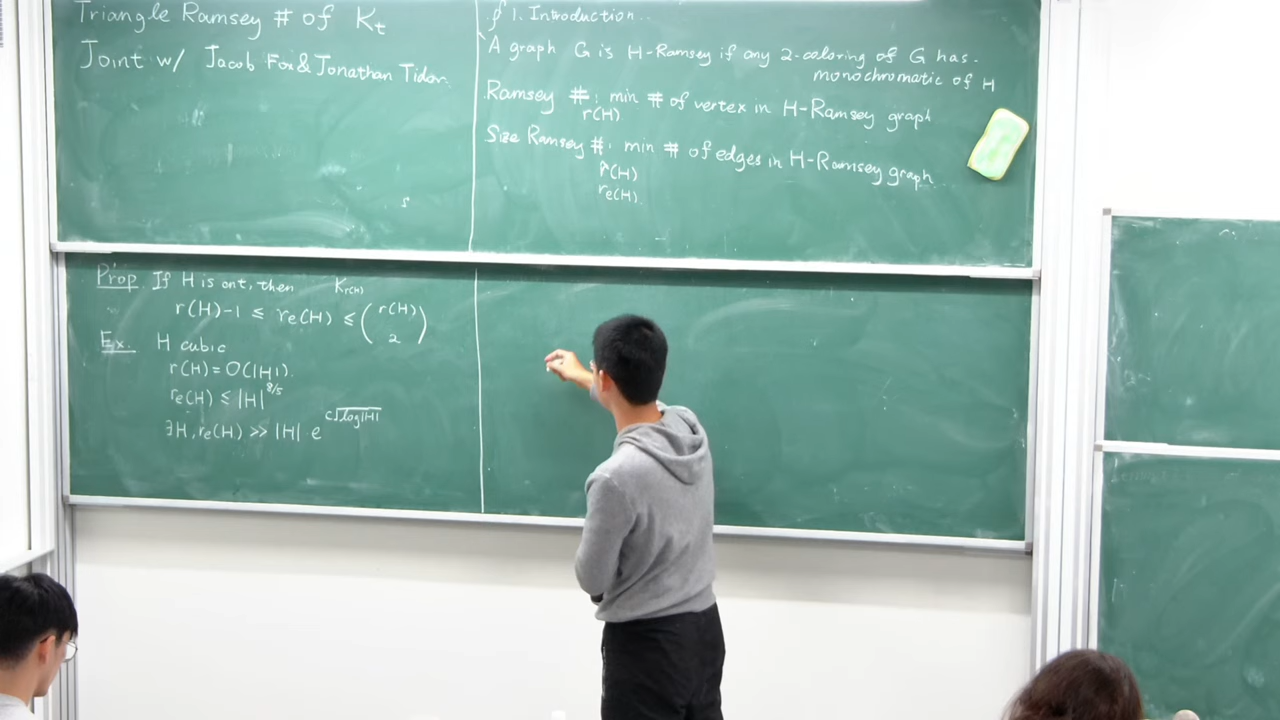 Triangle Ramsey # of K_t
Joint w/ Jacob Fox & Jonathan Tidor.
§ 1. Introduction.
A graph G is H-Ramsey if any 2-coloring of G has
monochromatic of H
Ramsey #: min # of vertex in H-Ramsey graph
r(H)
Size Ramsey #: min # of edges in H-Ramsey graph
r̂(H)
r_e(H)
Prop. If H is cnt, then K_{r(H)}
r(H)-1 ≤ r_e(H) ≤ \binom{r(H)}{2}
Ex. H cubic
r(H) = O(|H|).
r_e(H) ≤ |H|^{8/5}
∃H, r_e(H) >> |H| · e^{c√log|H|}